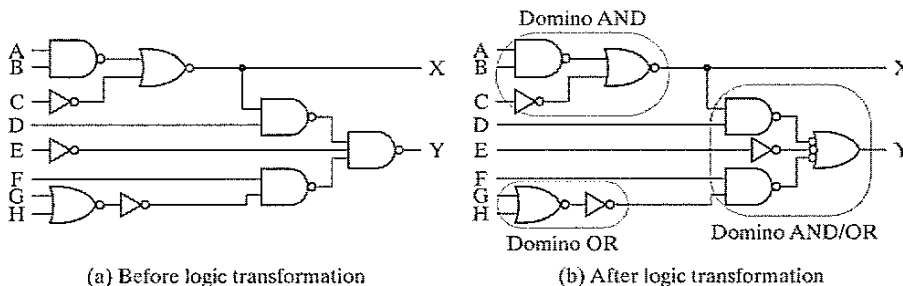 Domino AND
A
B
C
D
E
F
G
H
X
Y
A
B
C
D
E
F
G
H
X
Y
Domino OR
Domino AND/OR
(a) Before logic transformation
(b) After logic transformation